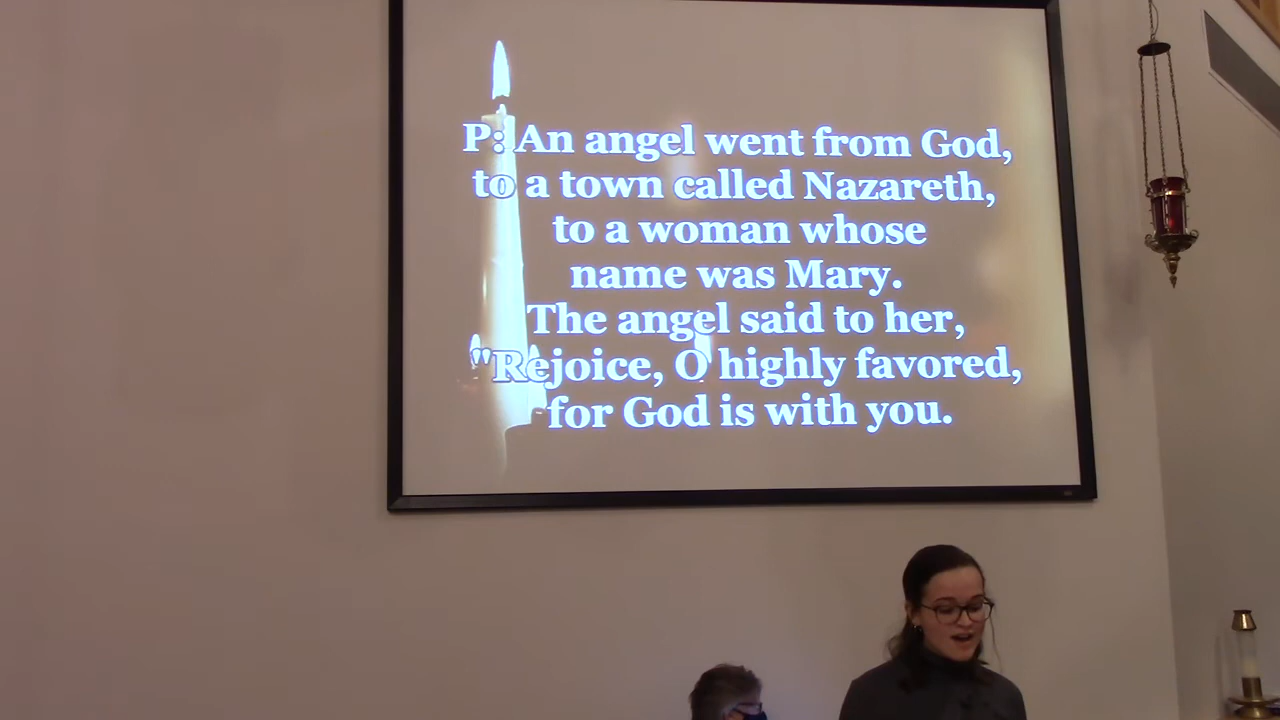 P: An angel went from God,
to a town called Nazareth,
to a woman whose
name was Mary.
The angel said to her,
"Rejoice, O highly favored,
for God is with you.